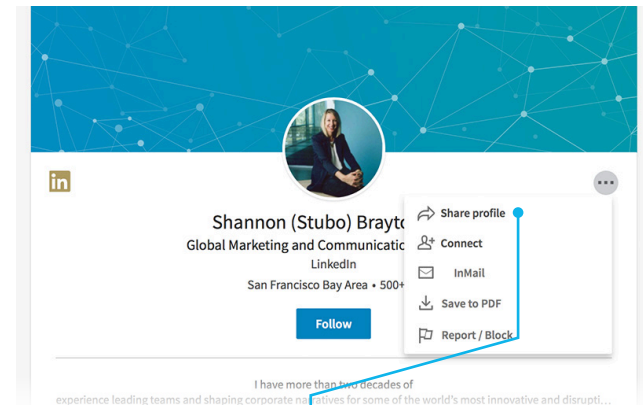 in
Shannon (Stubo) Brayto
Global Marketing and Communicatio
LinkedIn
San Francisco Bay Area • 500+
Follow
Share profile
Connect
InMail
Save to PDF
Report / Block
I have more than two decades of
experience leading teams and shaping corporate narratives for some of the world's most innovative and disrupti...